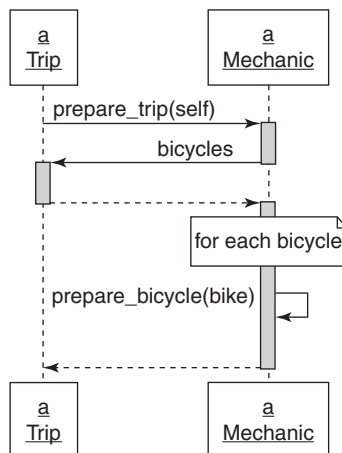 a
Trip
a
Mechanic
prepare_trip(self)
bicycles
for each bicycle
prepare_bicycle(bike)
a
Trip
a
Mechanic